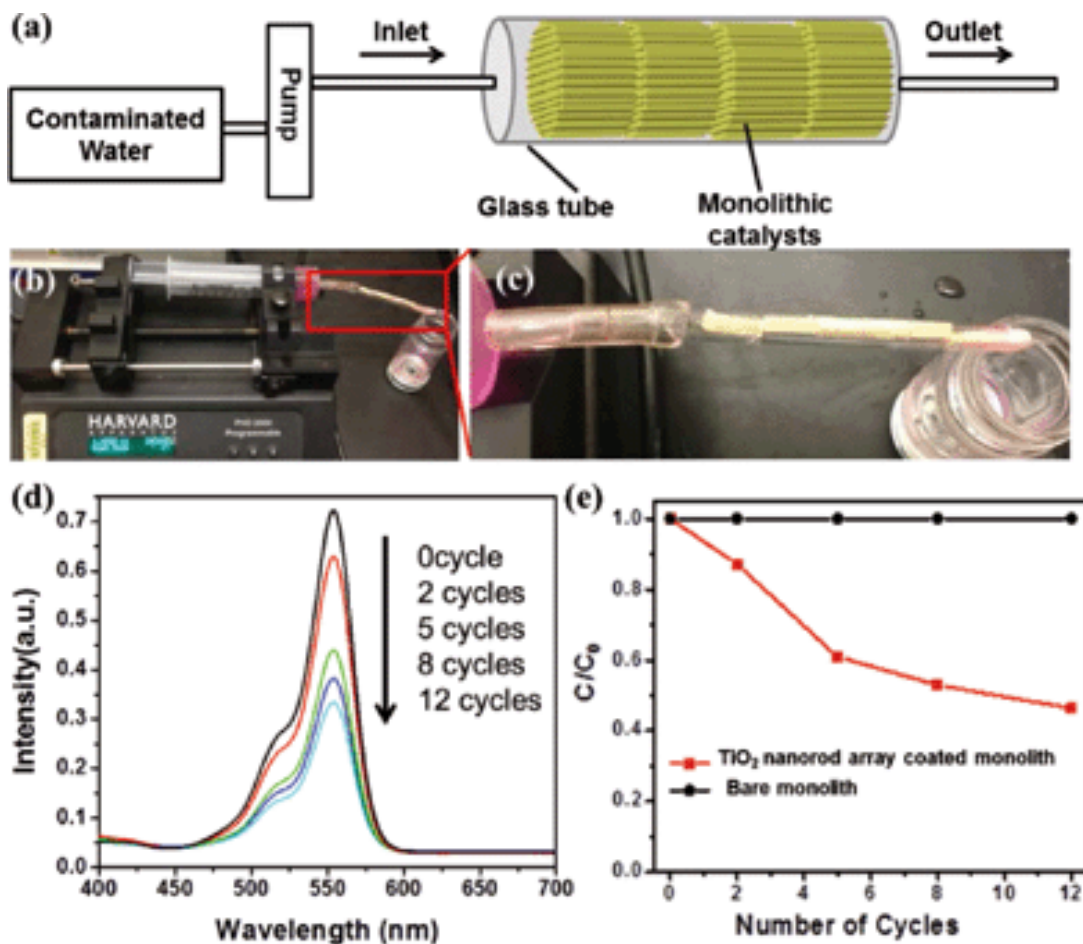 (a)
Inlet
Outlet
Pump
Contaminated
Water
Glass tube
Monolithic
catalysts
(b)
HARVARD
Programmable
(c)
(d)
0.7
0.6
0.5
0.4
0.3
0.2
0.1
0.0
Intensity(a.u.)
0cycle
2 cycles
5 cycles
8 cycles
12 cycles
400
450
500
550
600
650
700
Wavelength (nm)
(e)
1.0
0.8
0.6
0.4
0.2
0.0
C/C₀
TiO₂ nanorod array coated monolith
Bare monolith
0
2
4
6
8
10
12
Number of Cycles